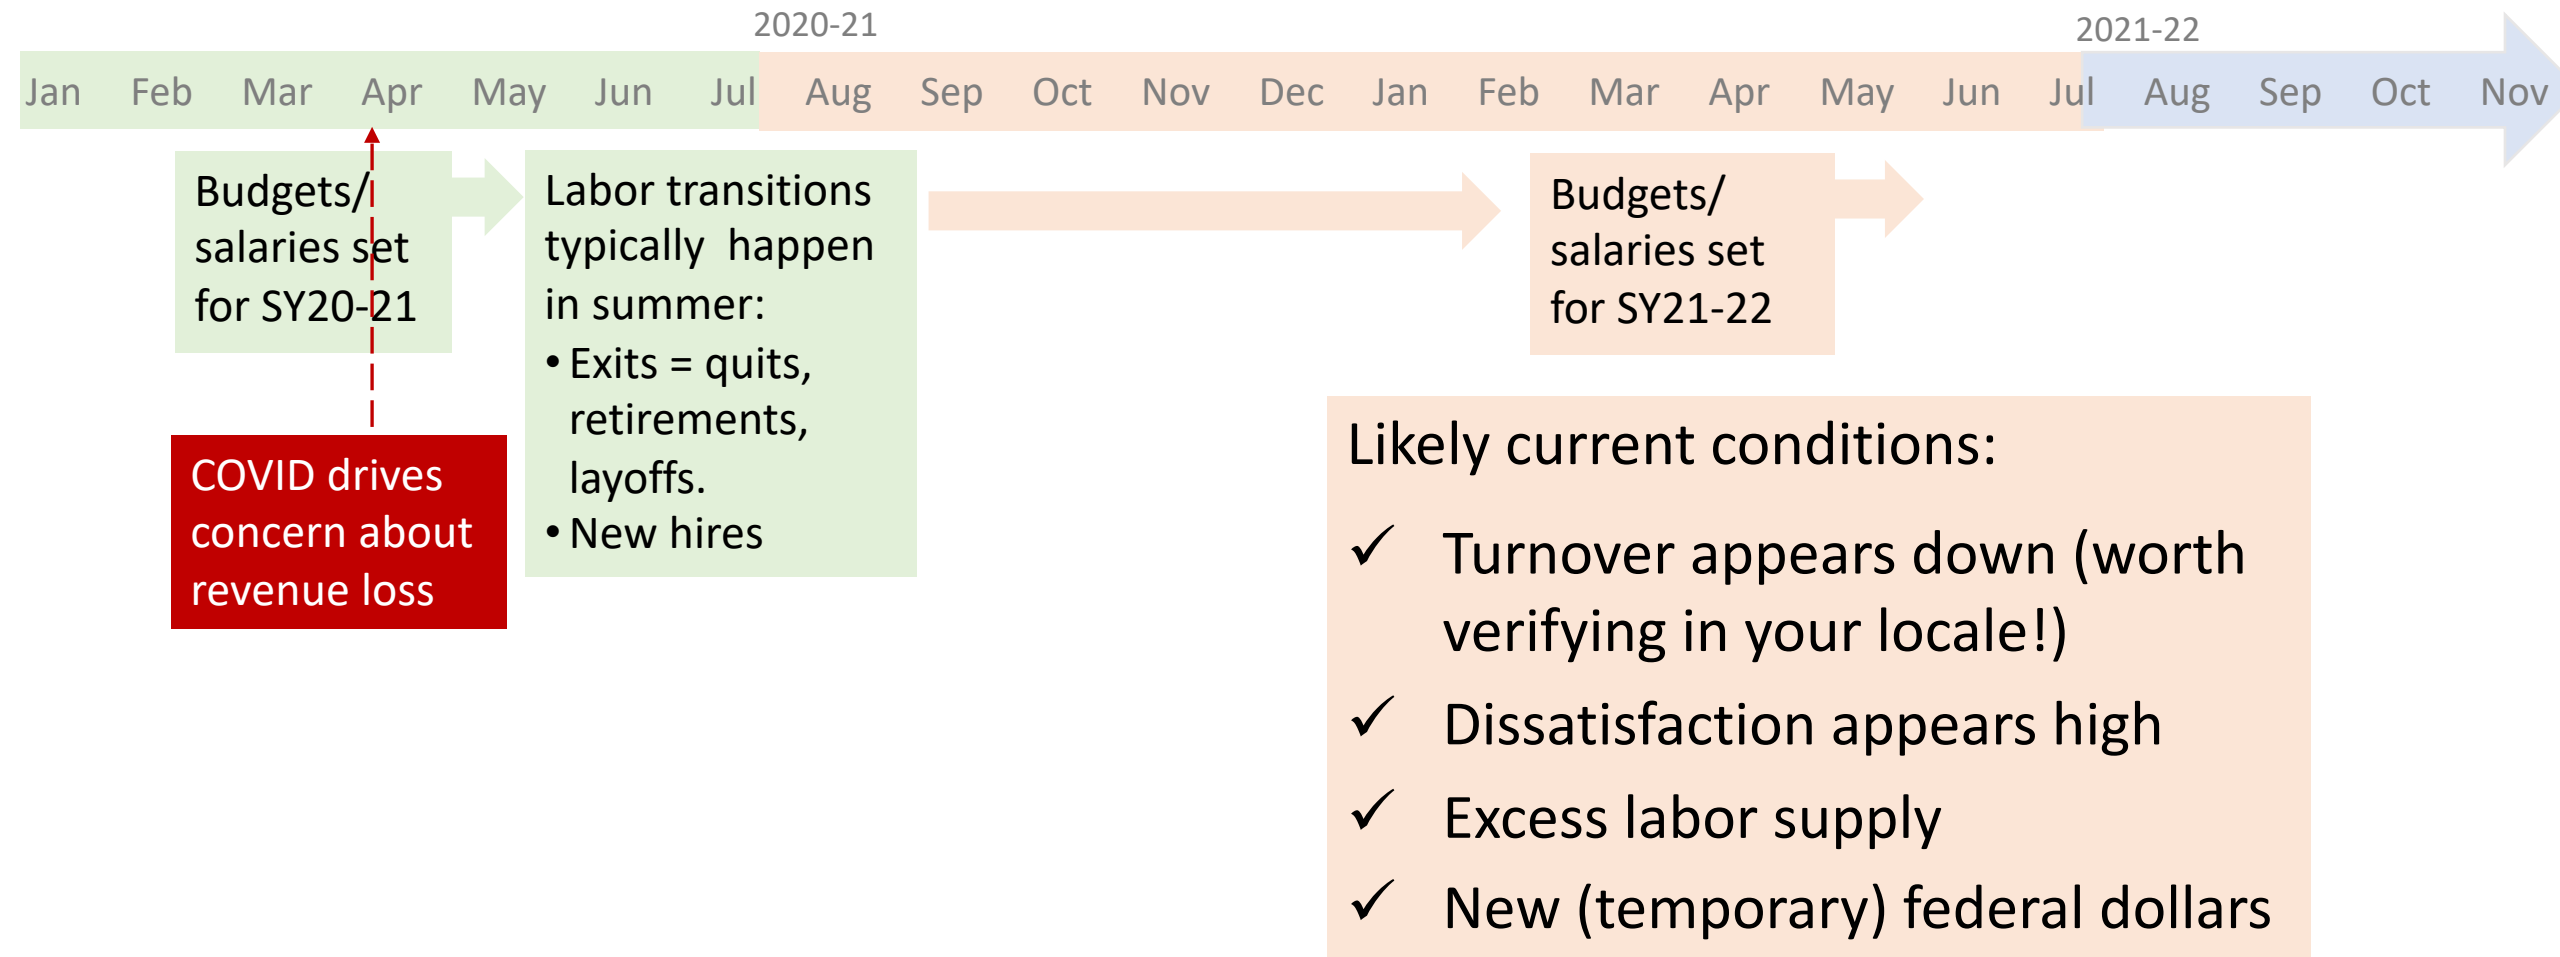 2020-21
2021-22
Jan Feb Mar Apr May Jun Jul Aug Sep Oct Nov Dec Jan Feb Mar Apr May Jun Jul Aug Sep Oct Nov
Budgets/
salaries set
for SY20-21
COVID drives
concern about
revenue loss
Labor transitions
typically happen
in summer:
• Exits = quits,
retirements,
layoffs.
• New hires
Budgets/
salaries set
for SY21-22
Likely current conditions:
✓ Turnover appears down (worth
verifying in your locale!)
✓ Dissatisfaction appears high
✓ Excess labor supply
✓ New (temporary) federal dollars